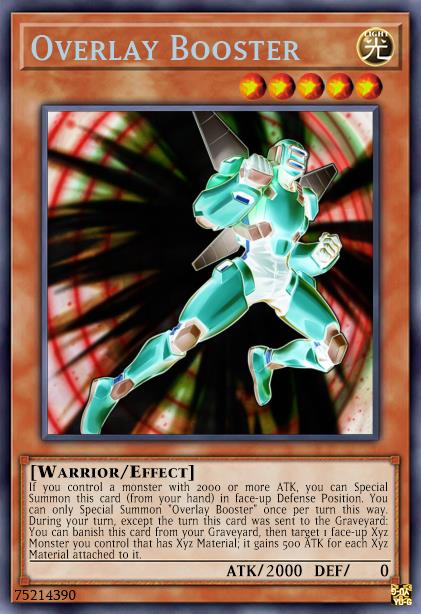 OVERLAY BOOSTER
LIGHT
光
[WARRIOR/EFFECT]
If you control a monster with 2000 or more ATK, you can Special
Summon this card (from your hand) in face-up Defense Position. You
can only Special Summon "Overlay Booster" once per turn this way.
During your turn, except the turn this card was sent to the Graveyard:
You can banish this card from your Graveyard, then target 1 face-up Xyz
Monster you control that has Xyz Material; it gains 500 ATK for each Xyz
Material attached to it.
ATK/2000 DEF/ 0
75214390